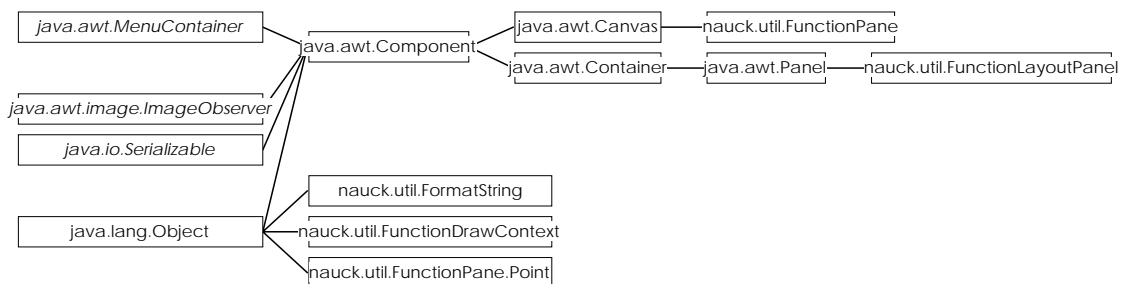 java.awt.MenuContainer
java.awt.Component
java.awt.Canvas
nauck.util.FunctionPane
java.awt.Container
java.awt.Panel
nauck.util.FunctionLayoutPanel
java.awt.image.ImageObserver
java.io.Serializable
nauck.util.FormatString
java.lang.Object
nauck.util.FunctionDrawContext
nauck.util.FunctionPane.Point